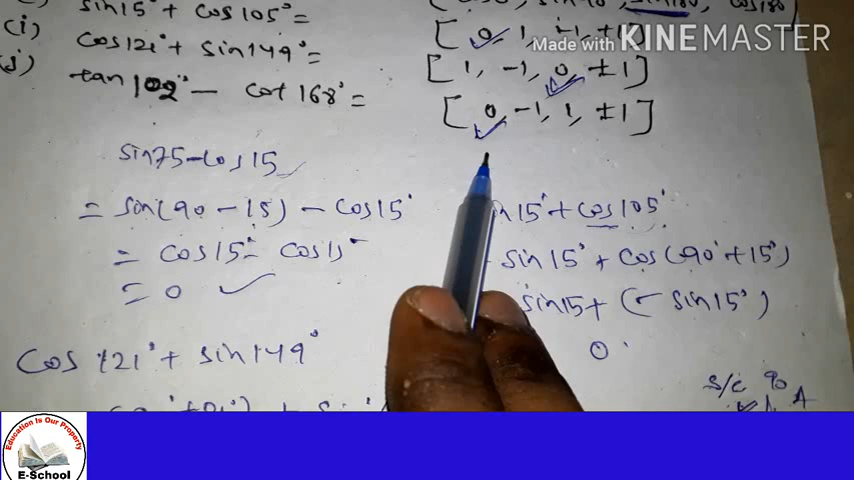 sin15° + cos105° =
(i) cos121° + sin149° =
(j) tan102° - cot168° =
[0, 1, -1, ±1]
[1, -1, 0, ±1]
[0, -1, 1, ±1]
Made with KINEMASTER
sin75-cos15
= sin(90-15) - cos15°
= cos15° - cos15°
= 0
15° + cos105°
sin15° + cos(90°+15°)
sin15 + (- sin15°)
0
cos121° + sin149°
S/C 90
A
Education Is Our Property
E-School